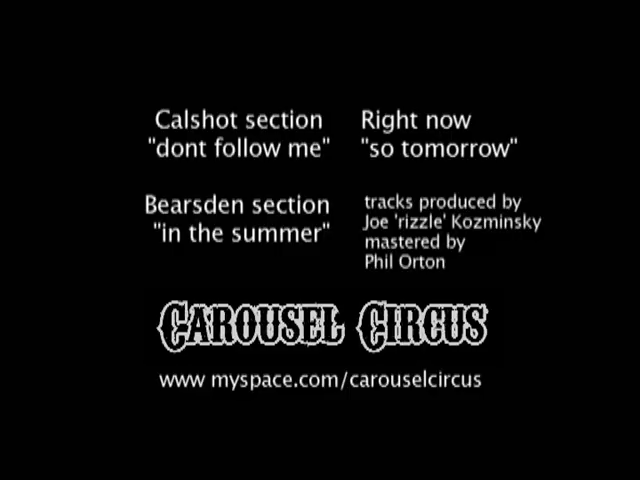 Calshot section
"dont follow me"
Right now
"so tomorrow"
Bearsden section
"in the summer"
tracks produced by
Joe 'rizzle' Kozminsky
mastered by
Phil Orton
CAROUSEL CIRCUS
www myspace.com/carouselcircus